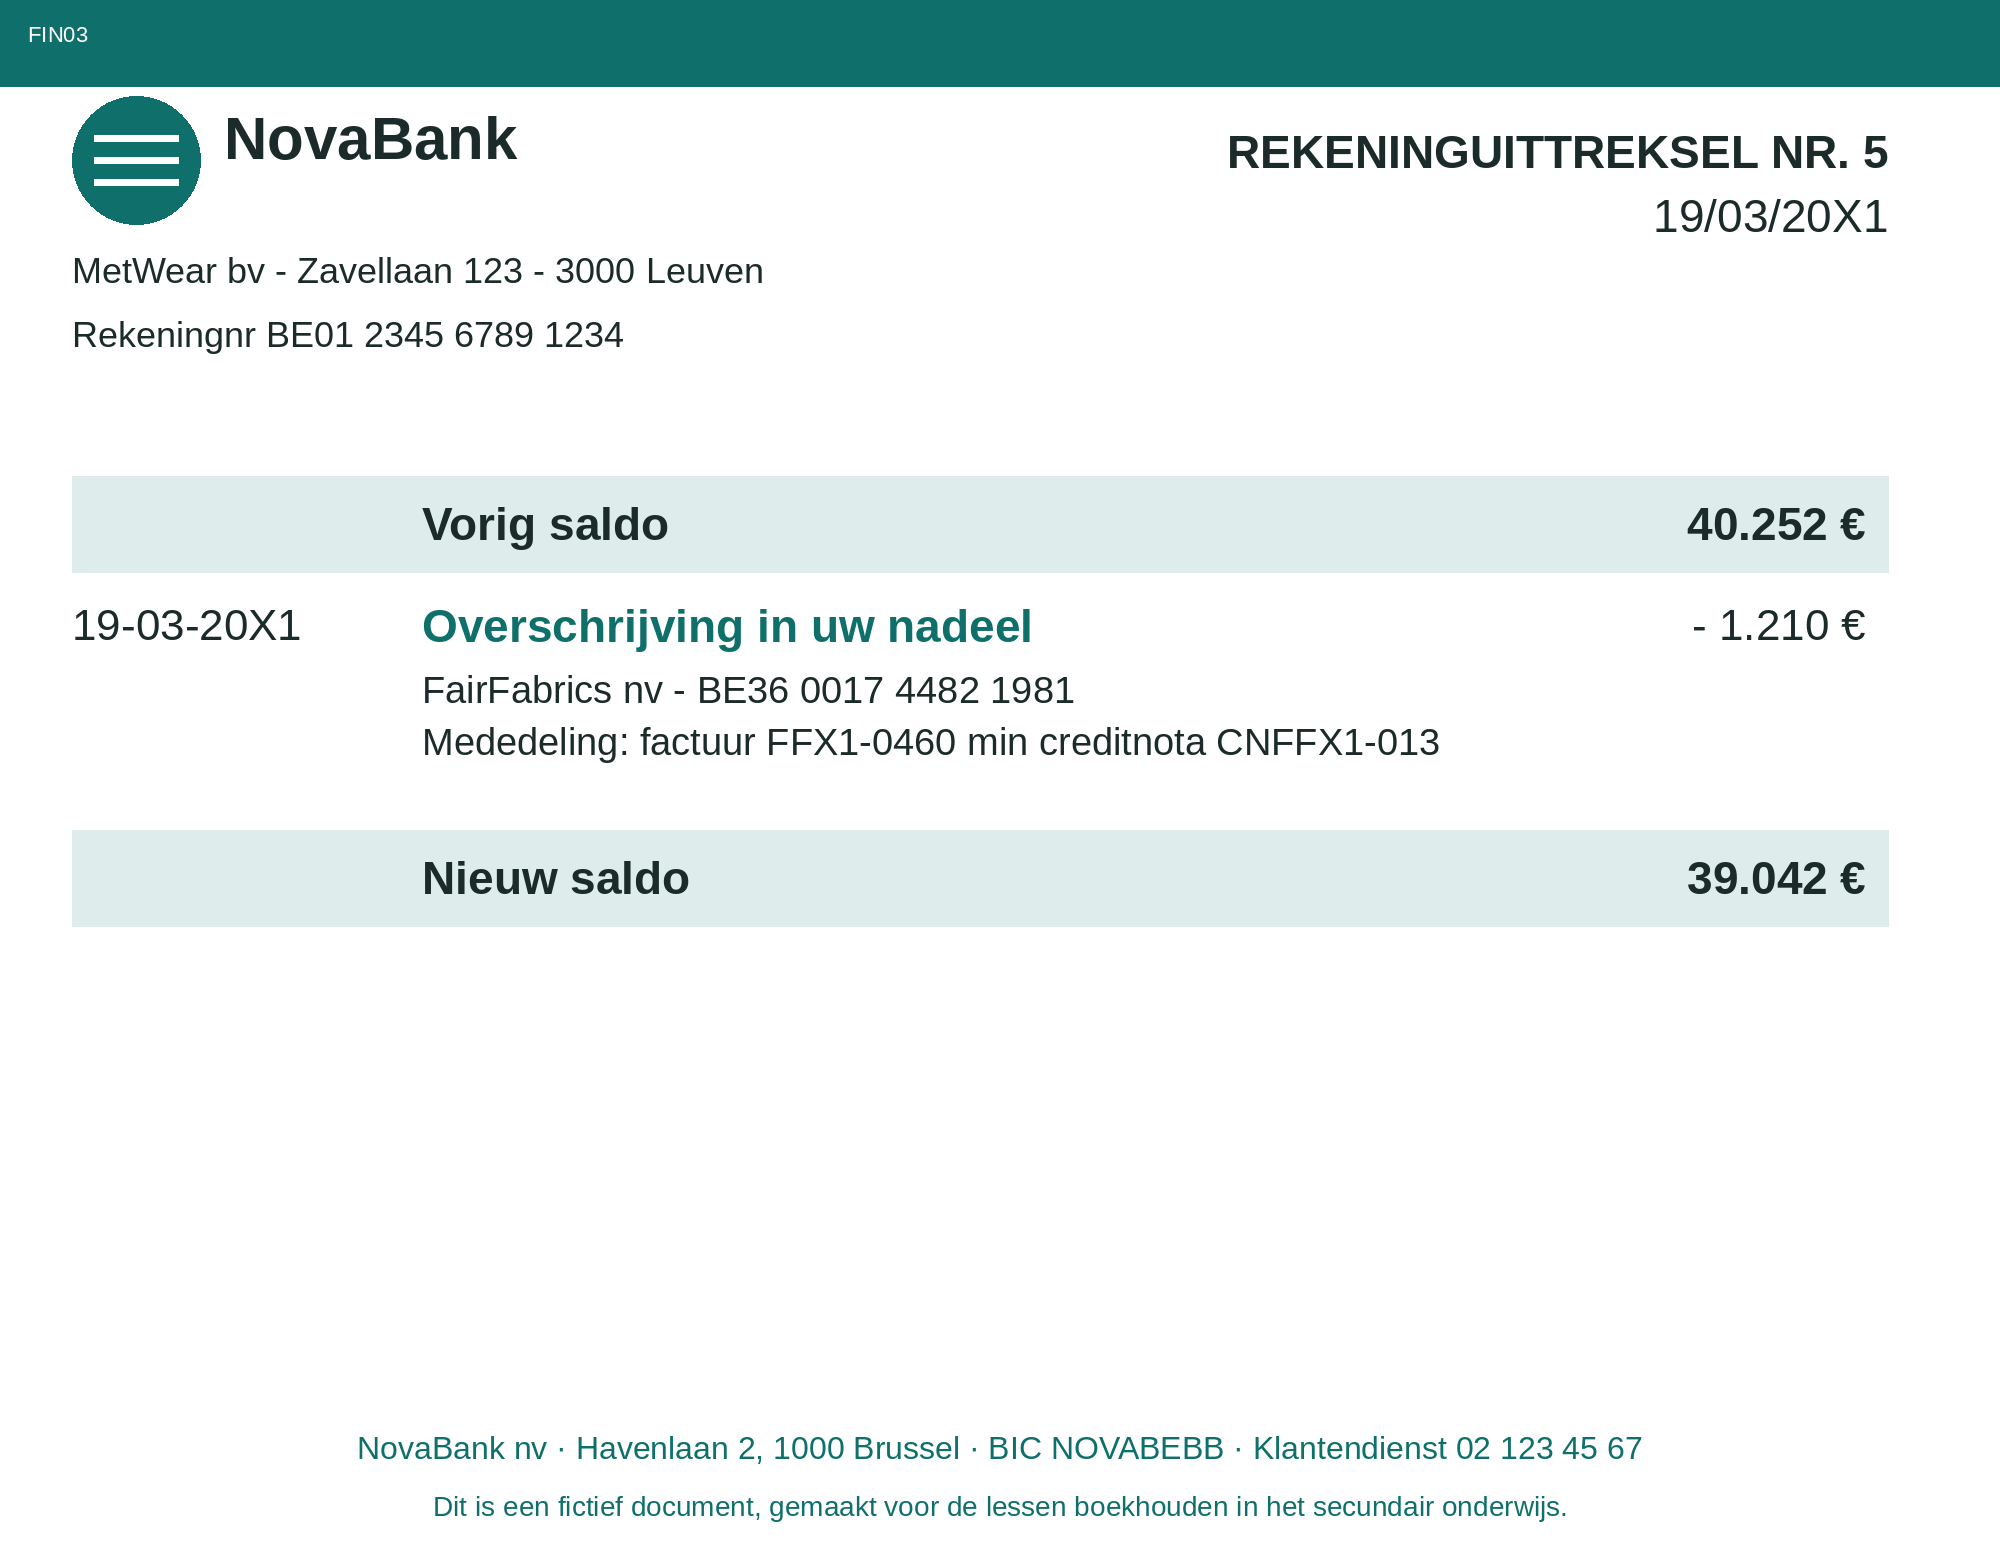 FIN03
NovaBank
REKENINGUITTREKSEL NR. 5
19/03/20X1
MetWear bv - Zavellaan 123 - 3000 Leuven
Rekeningnr BE01 2345 6789 1234
Vorig saldo 40.252 €
19-03-20X1 Overschrijving in uw nadeel - 1.210 €
FairFabrics nv - BE36 0017 4482 1981
Mededeling: factuur FFX1-0460 min creditnota CNFFX1-013
Nieuw saldo 39.042 €
NovaBank nv · Havenlaan 2, 1000 Brussel · BIC NOVABEBB · Klantendienst 02 123 45 67
Dit is een fictief document, gemaakt voor de lessen boekhouden in het secundair onderwijs.